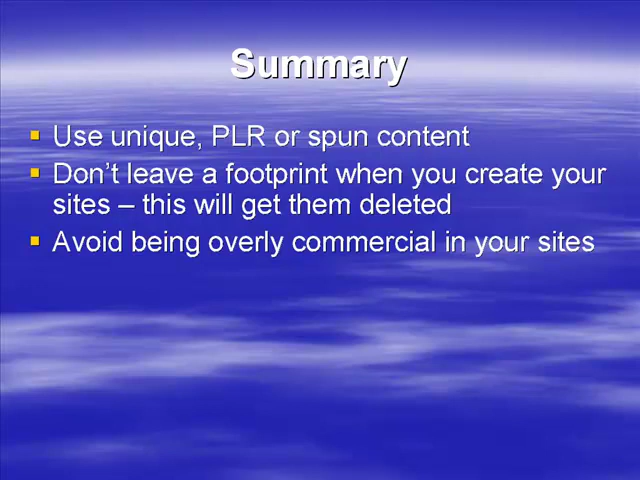 Summary
Use unique, PLR or spun content
Don’t leave a footprint when you create your
sites – this will get them deleted
Avoid being overly commercial in your sites